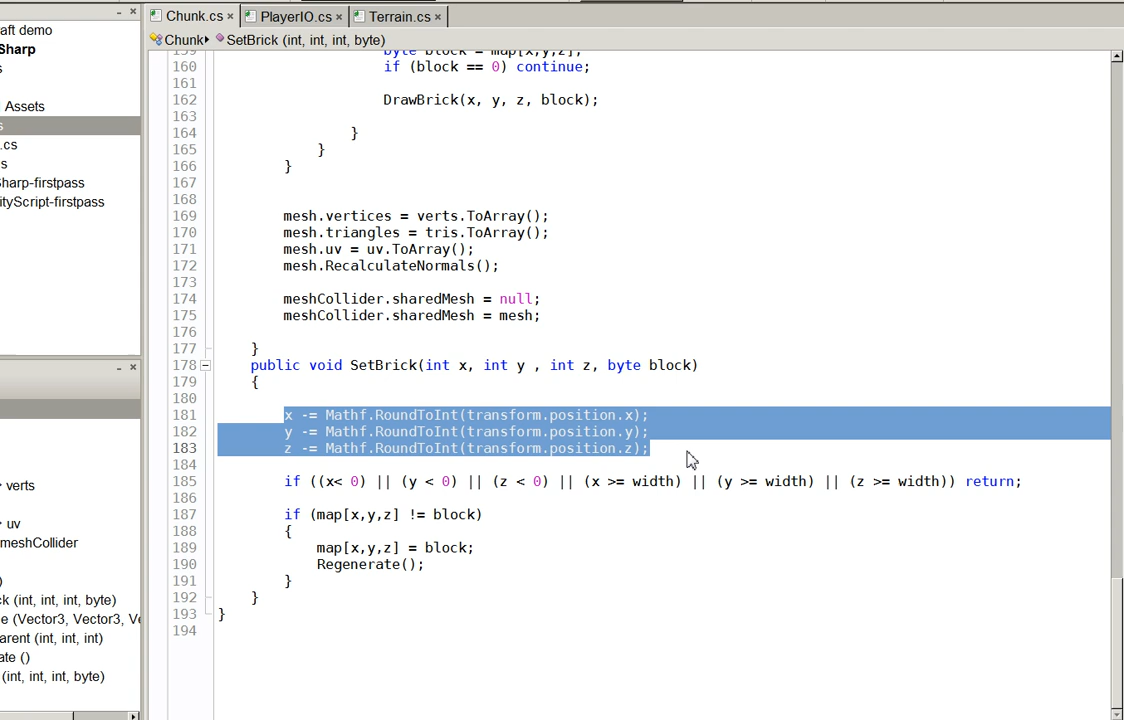 Chunk.cs × PlayerIO.cs × Terrain.cs ×
Chunk SetBrick (int, int, int, byte)
aft demo
Sharp
s
Assets
s
.cs
s
harp-firstpass
ityScript-firstpass
verts
uv
meshCollider
)
ck (int, int, int, byte)
e (Vector3, Vector3, Ve
arent (int, int, int)
ate ()
(int, int, int, byte)
159 byte block = map[x,y,z];
160 if (block == 0) continue;
161
162 DrawBrick(x, y, z, block);
163
164 }
165 }
166 }
167
168
169 mesh.vertices = verts.ToArray();
170 mesh.triangles = tris.ToArray();
171 mesh.uv = uv.ToArray();
172 mesh.RecalculateNormals();
173
174 meshCollider.sharedMesh = null;
175 meshCollider.sharedMesh = mesh;
176
177 }
178 public void SetBrick(int x, int y , int z, byte block)
179 {
180
181 x -= Mathf.RoundToInt(transform.position.x);
182 y -= Mathf.RoundToInt(transform.position.y);
183 z -= Mathf.RoundToInt(transform.position.z);
184
185 if ((x< 0) || (y < 0) || (z < 0) || (x >= width) || (y >= width) || (z >= width)) return;
186
187 if (map[x,y,z] != block)
188 {
189 map[x,y,z] = block;
190 Regenerate();
191 }
192 }
193 }
194